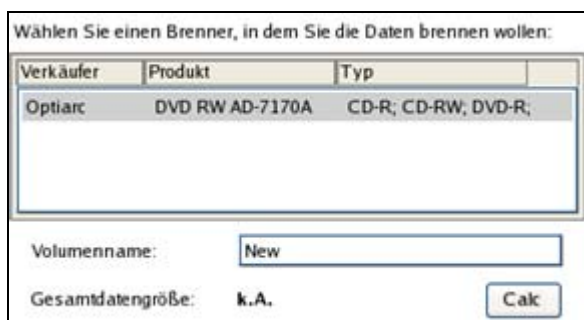 Wählen Sie einen Brenner, in dem Sie die Daten brennen wollen:
Verkäufer Produkt Typ
Optiarc DVD RW AD-7170A CD-R; CD-RW; DVD-R;
Volumenname: New
Gesamtdatengröße: k.A. Calc